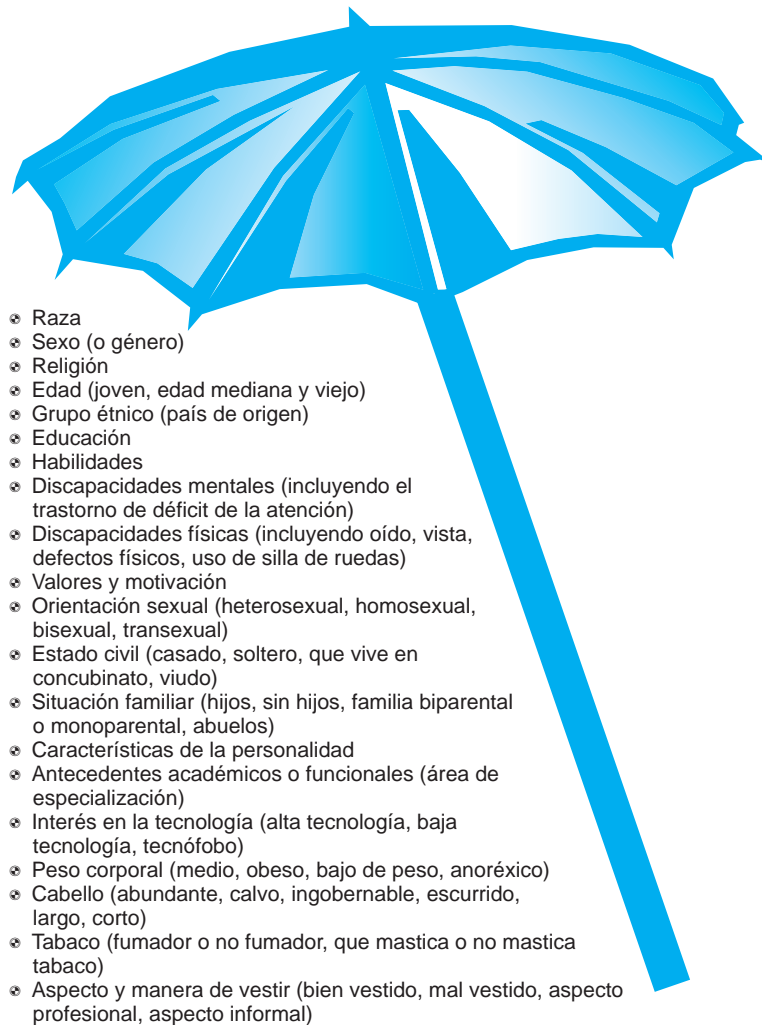 Raza
Sexo (o género)
Religión
Edad (joven, edad mediana y viejo)
Grupo étnico (país de origen)
Educación
Habilidades
Discapacidades mentales (incluyendo el
trastorno de déficit de la atención)
Discapacidades físicas (incluyendo oído, vista,
defectos físicos, uso de silla de ruedas)
Valores y motivación
Orientación sexual (heterosexual, homosexual,
bisexual, transexual)
Estado civil (casado, soltero, que vive en
concubinato, viudo)
Situación familiar (hijos, sin hijos, familia biparental
o monoparental, abuelos)
Características de la personalidad
Antecedentes académicos o funcionales (área de
especialización)
Interés en la tecnología (alta tecnología, baja
tecnología, tecnófobo)
Peso corporal (medio, obeso, bajo de peso, anoréxico)
Cabello (abundante, calvo, ingobernable, escurrido,
largo, corto)
Tabaco (fumador o no fumador, que mastica o no mastica
tabaco)
Aspecto y manera de vestir (bien vestido, mal vestido, aspecto
profesional, aspecto informal)